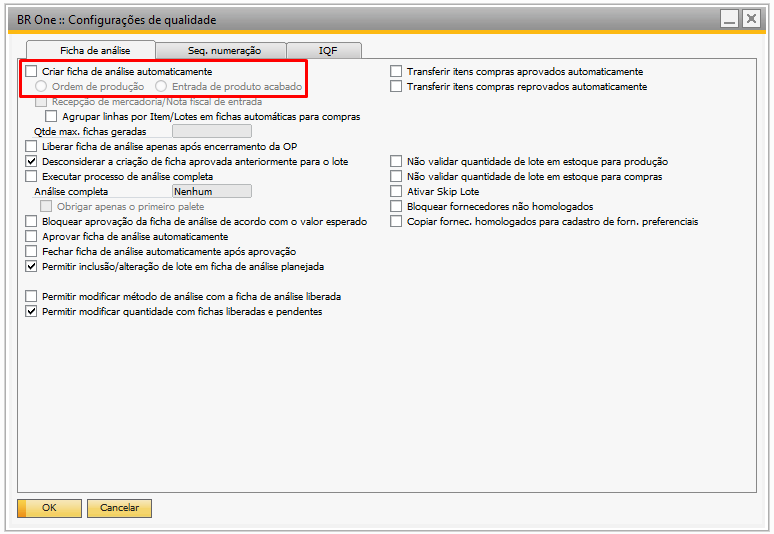 BR One :: Configurações de qualidade
Ficha de análise
Seq. numeração
IQF
Criar ficha de análise automaticamente
Ordem de produção
Entrada de produto acabado
Recepção de mercadoria/Nota fiscal de entrada
Agrupar linhas por Item/Lotes em fichas automáticas para compras
Qtde max. fichas geradas
Liberar ficha de análise apenas após encerramento da OP
Desconsiderar a criação de ficha aprovada anteriormente para o lote
Executar processo de análise completa
Análise completa
Nenhum
Obrigar apenas o primeiro palete
Bloquear aprovação da ficha de análise de acordo com o valor esperado
Aprovar ficha de análise automaticamente
Fechar ficha de análise automaticamente após aprovação
Permitir inclusão/alteração de lote em ficha de análise planejada
Permitir modificar método de análise com a ficha de análise liberada
Permitir modificar quantidade com fichas liberadas e pendentes
Transferir itens compras aprovados automaticamente
Transferir itens compras reprovados automaticamente
Não validar quantidade de lote em estoque para produção
Não validar quantidade de lote em estoque para compras
Ativar Skip Lote
Bloquear fornecedores não homologados
Copiar fornec. homologados para cadastro de forn. preferenciais
OK
Cancelar